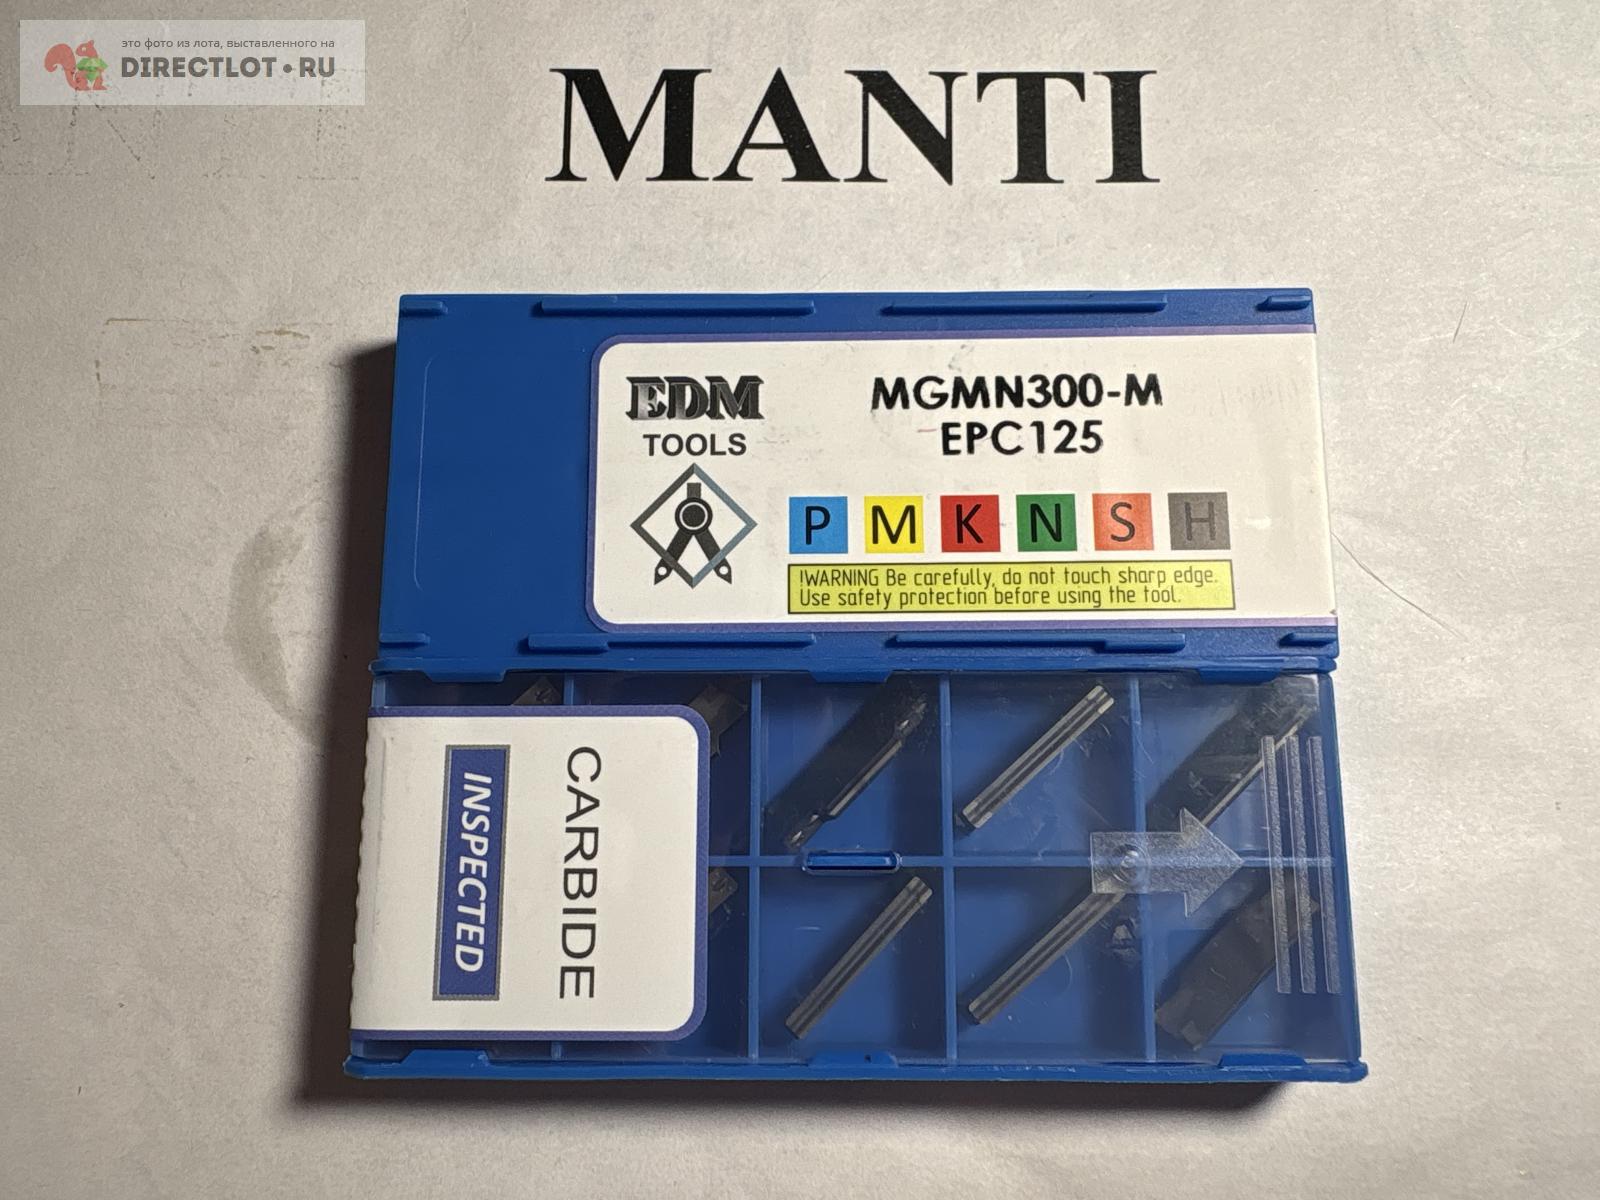 это фото из лота, выставленного на
DIRECTLOT•RU
MANTI
EDM
TOOLS
MGMN300-M
EPC125
P M K N S H
!WARNING Be carefully, do not touch sharp edge.
Use safety protection before using the tool.
CARBIDE
INSPECTED